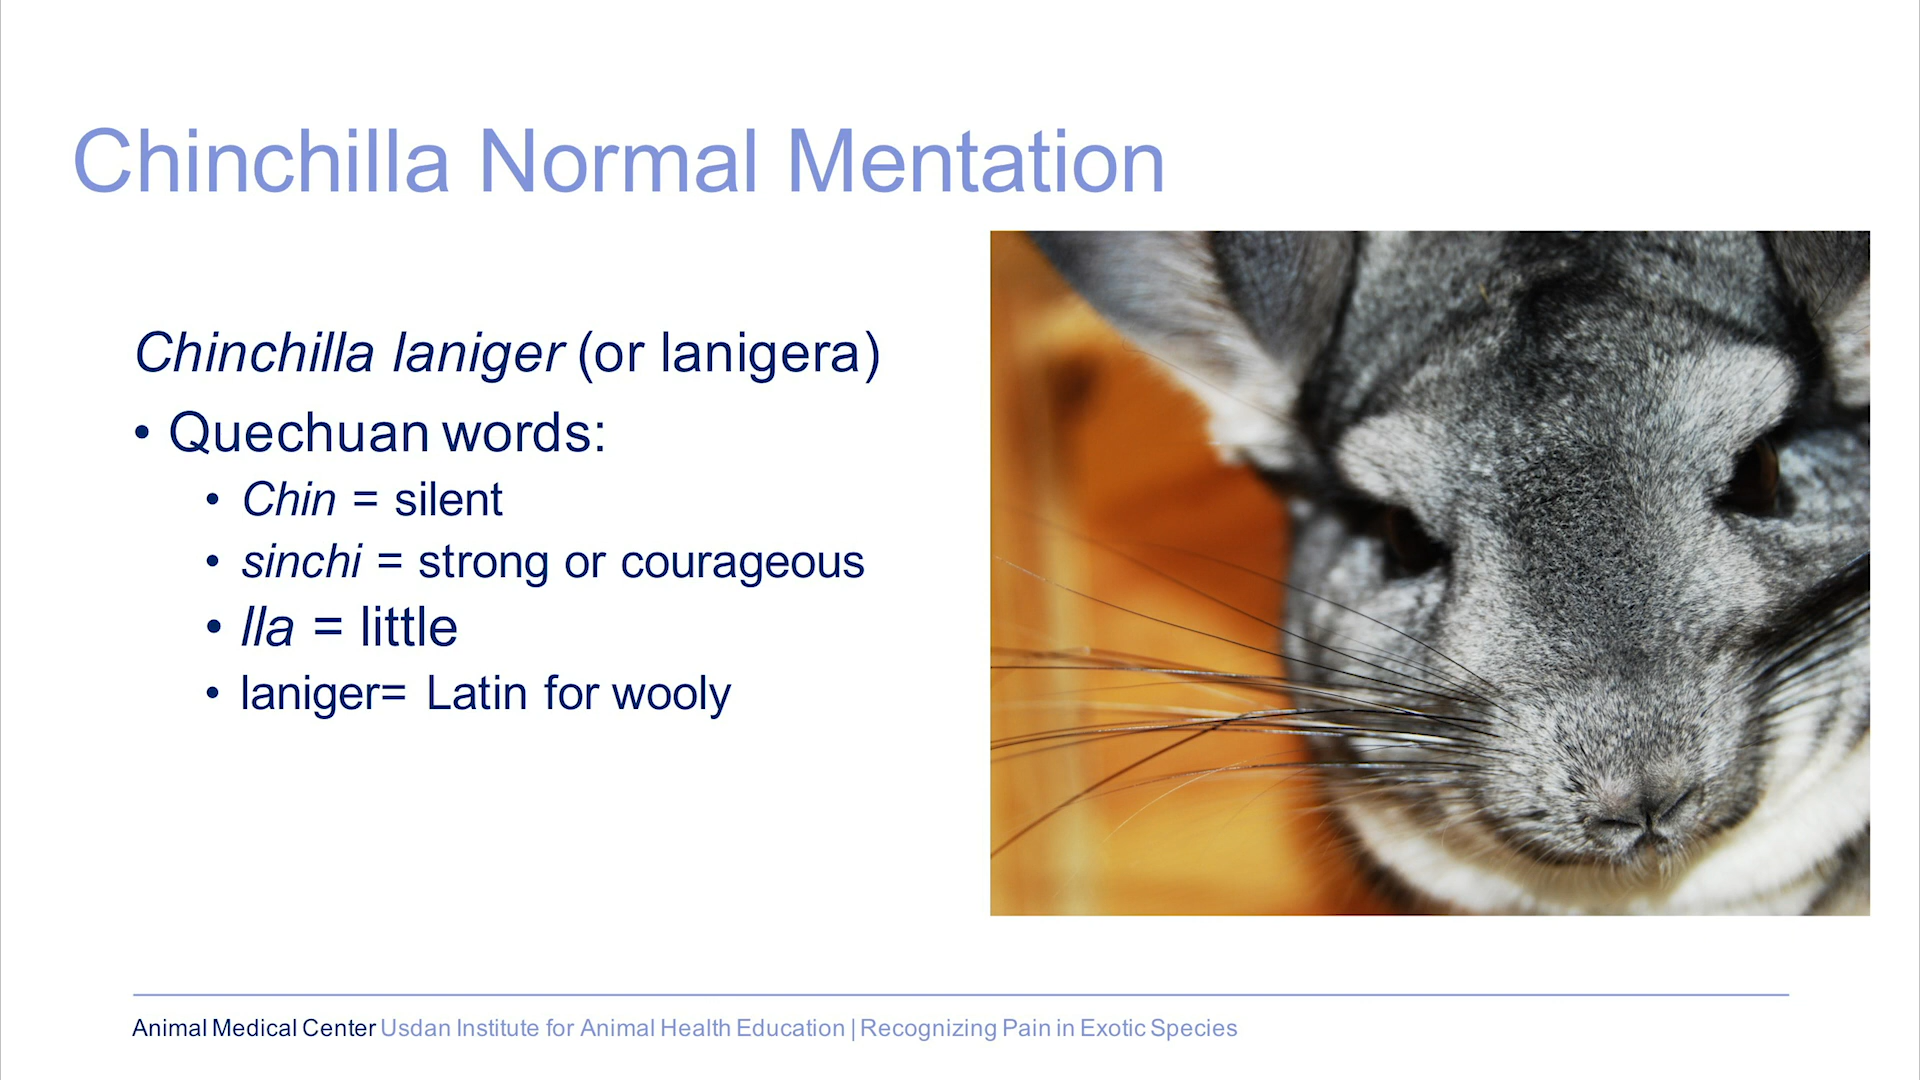 Chinchilla Normal Mentation
Chinchilla laniger (or lanigera)
• Quechuan words:
• Chin = silent
• sinchi = strong or courageous
• lla = little
• laniger= Latin for wooly
Animal Medical Center Usdan Institute for Animal Health Education | Recognizing Pain in Exotic Species